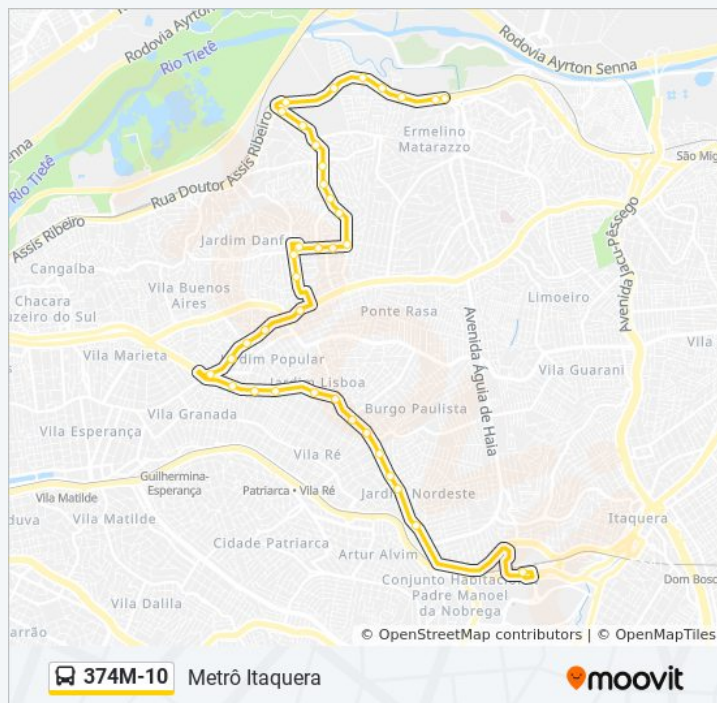 Rodovia Ayrton
Rodovia Ayrton Senna
Rio Tietê
Senna
Ermelino
Matarazzo
São Mig
Rio Tietê
Rua Doutor Assis Ribeiro
Assis Ribeiro
Jardim Danf
Cangaíba
Avenida Jacu-Pêssego
Vila Buenos
Aires
Chacara
uzeiro do Sul
Ponte Rasa
Limoeiro
Vila Marieta
Jardim Popular
Vila
Jardim Lisboa
Avenida Águia de Haia
Vila Guarani
Vila Granada
Burgo Paulista
Vila Esperança
Vila Ré
Guilhermina-
Esperança
Vila Matilde
Patriarca • Vila Ré
Jardim Nordeste
duva
Vila Matilde
Itaquera
Cidade Patriarca
Artur Alvim
Conjunto Habitac
Padre Manoel
da Nobrega
Dom Bosc
Vila Dalila
arrão
© OpenStreetMap contributors | © OpenMapTiles
374M-10 Metrô Itaquera moovit